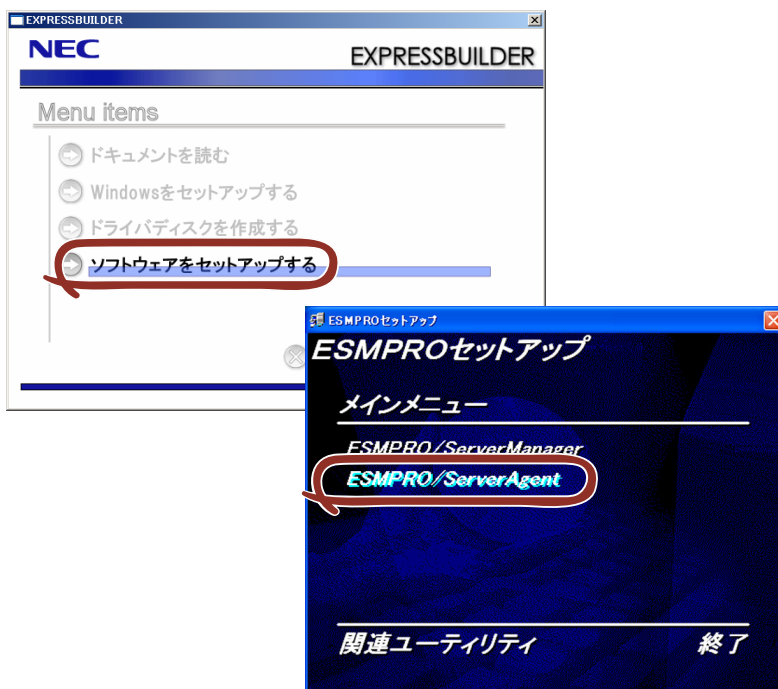 EXPRESSBUILDER
NEC
EXPRESSBUILDER
Menu items
ドキュメントを読む
Windowsをセットアップする
ドライバディスクを作成する
ソフトウェアをセットアップする
ESMPROセットアップ
ESMPROセットアップ
メインメニュー
ESMPRO/ServerManager
ESMPRO/ServerAgent
関連ユーティリティ
終了